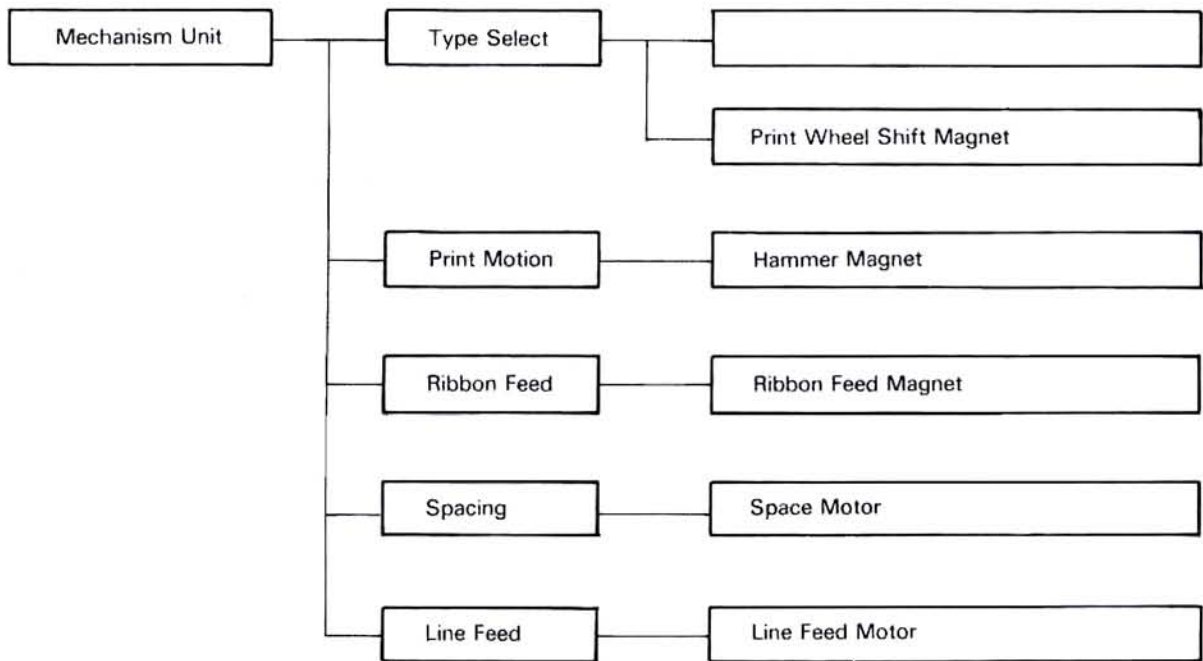 Mechanism Unit
Type Select
Print Wheel Shift Magnet
Print Motion
Hammer Magnet
Ribbon Feed
Ribbon Feed Magnet
Spacing
Space Motor
Line Feed
Line Feed Motor